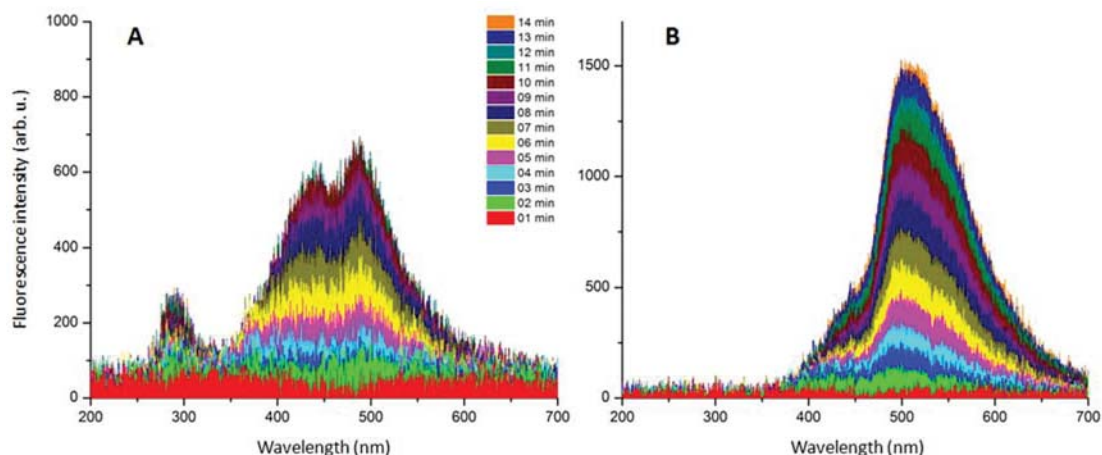 A
B
1000
800
600
400
200
0
Fluorescence intensity (arb. u.)
200
300
400
500
600
700
Wavelength (nm)
14 min
13 min
12 min
11 min
10 min
09 min
08 min
07 min
06 min
05 min
04 min
03 min
02 min
01 min
1500
1000
500
0
200
300
400
500
600
700
Wavelength (nm)